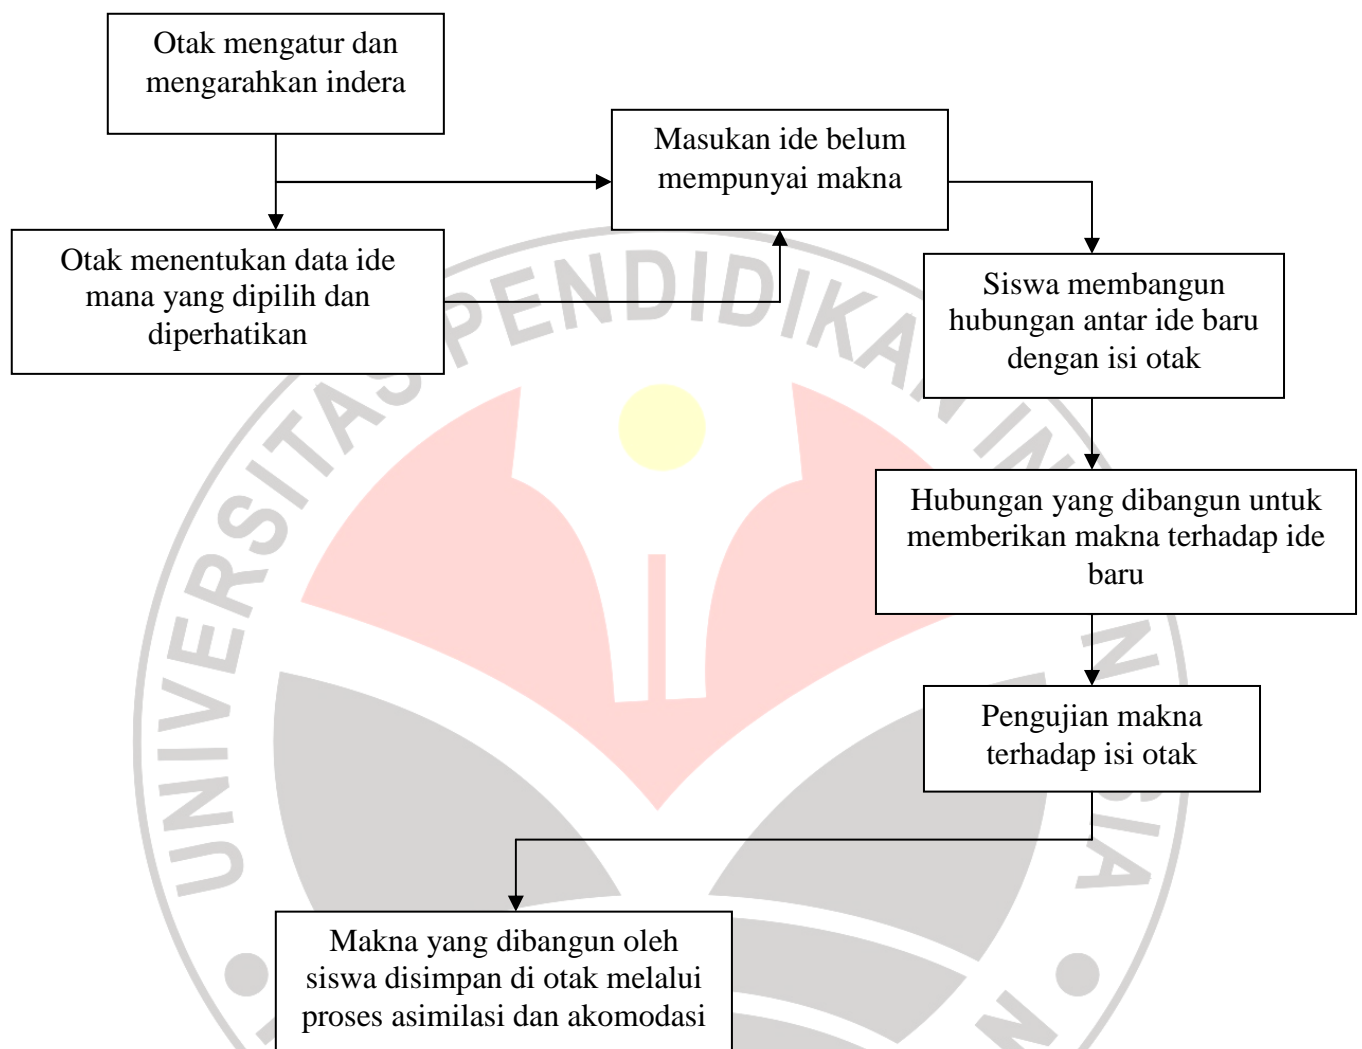 Otak mengatur dan
mengarahkan indera
Masukan ide belum
mempunyai makna
Otak menentukan data ide
mana yang dipilih dan
diperhatikan
Siswa membangun
hubungan antar ide baru
dengan isi otak
Hubungan yang dibangun untuk
memberikan makna terhadap ide
baru
Pengujian makna
terhadap isi otak
Makna yang dibangun oleh
siswa disimpan di otak melalui
proses asimilasi dan akomodasi
UNIVERSITAS PENDIDIKAN